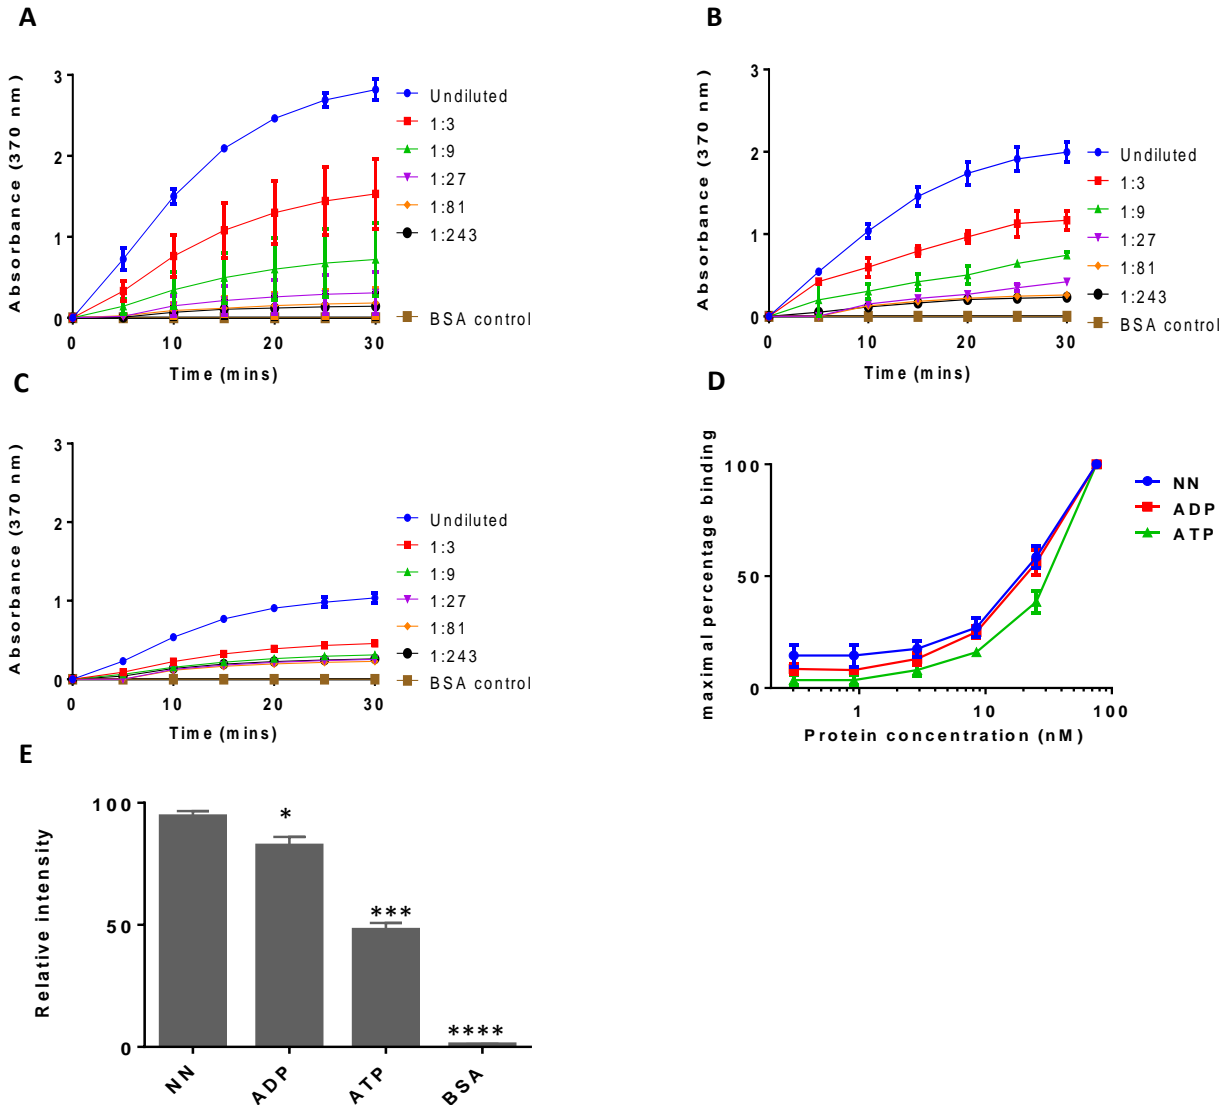 A
Absorbance (370 nm)
3
2
1
0
0 10 20 30
Time (mins)
Undiluted
1:3
1:9
1:27
1:81
1:243
BSA control
B
Absorbance (370 nm)
3
2
1
0
0 10 20 30
Time (mins)
Undiluted
1:3
1:9
1:27
1:81
1:243
BSA control
C
Absorbance (370 nm)
3
2
1
0
0 10 20 30
Time (mins)
Undiluted
1:3
1:9
1:27
1:81
1:243
BSA control
D
maximal percentage binding
100
50
0
1 10 100
Protein concentration (nM)
NN
ADP
ATP
E
Relative intensity
100
50
0
*
***
****
NN ADP ATP BSA